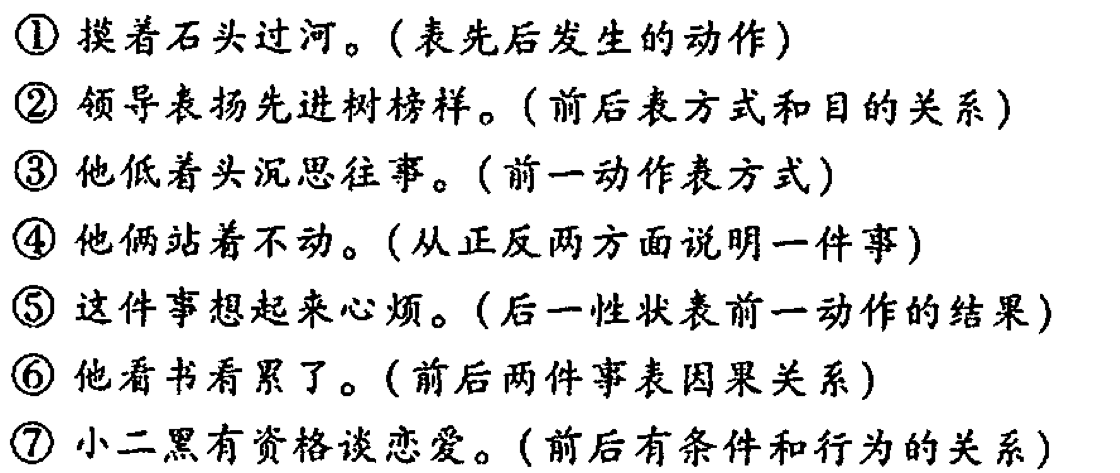 ① 摸着石头过河。(表先后发生的动作)
② 领导表扬先进树榜样。(前后表方式和目的关系)
③ 他低着头沉思往事。(前一动作表方式)
④ 他俩站着不动。(从正反两方面说明一件事)
⑤ 这件事想起来心烦。(后一性状表前一动作的结果)
⑥ 他看书看累了。(前后两件事表因果关系)
⑦ 小二黑有资格谈恋爱。(前后有条件和行为的关系)